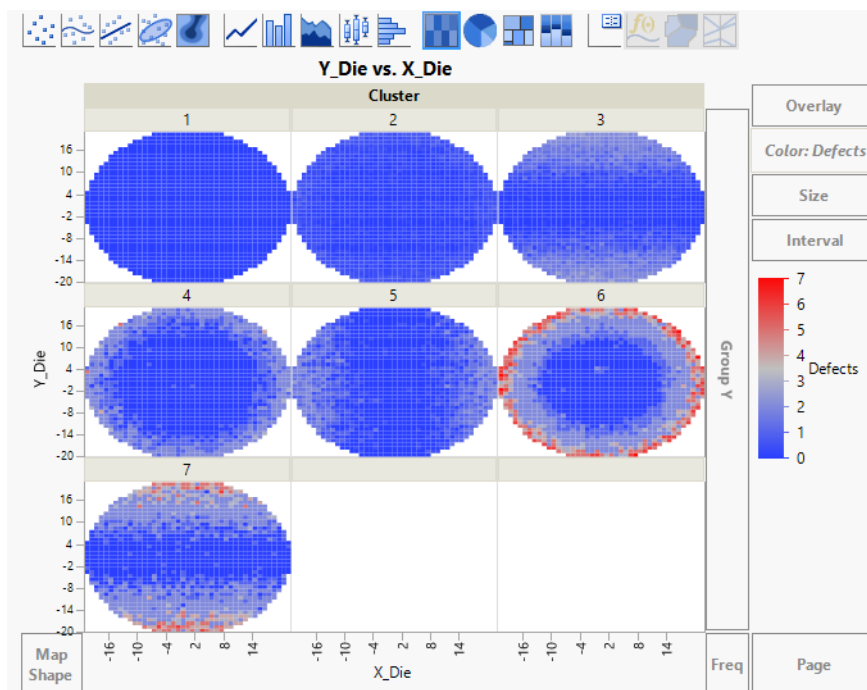 f(•)
Y_Die vs. X_Die
Cluster
1 2 3
16
10
4
-2
-8
-14
-20
4 5 6
16
10
4
-2
-8
-14
-20
7
16
10
4
-2
-8
-14
-20
Y_Die
-16 -10 -4 2 8 14
-16 -10 -4 2 8 14
-16 -10 -4 2 8 14
X_Die
Map
Shape
Group Y
Freq
Page
Overlay
Color: Defects
Size
Interval
7
6
5
4
3
2
1
0
Defects